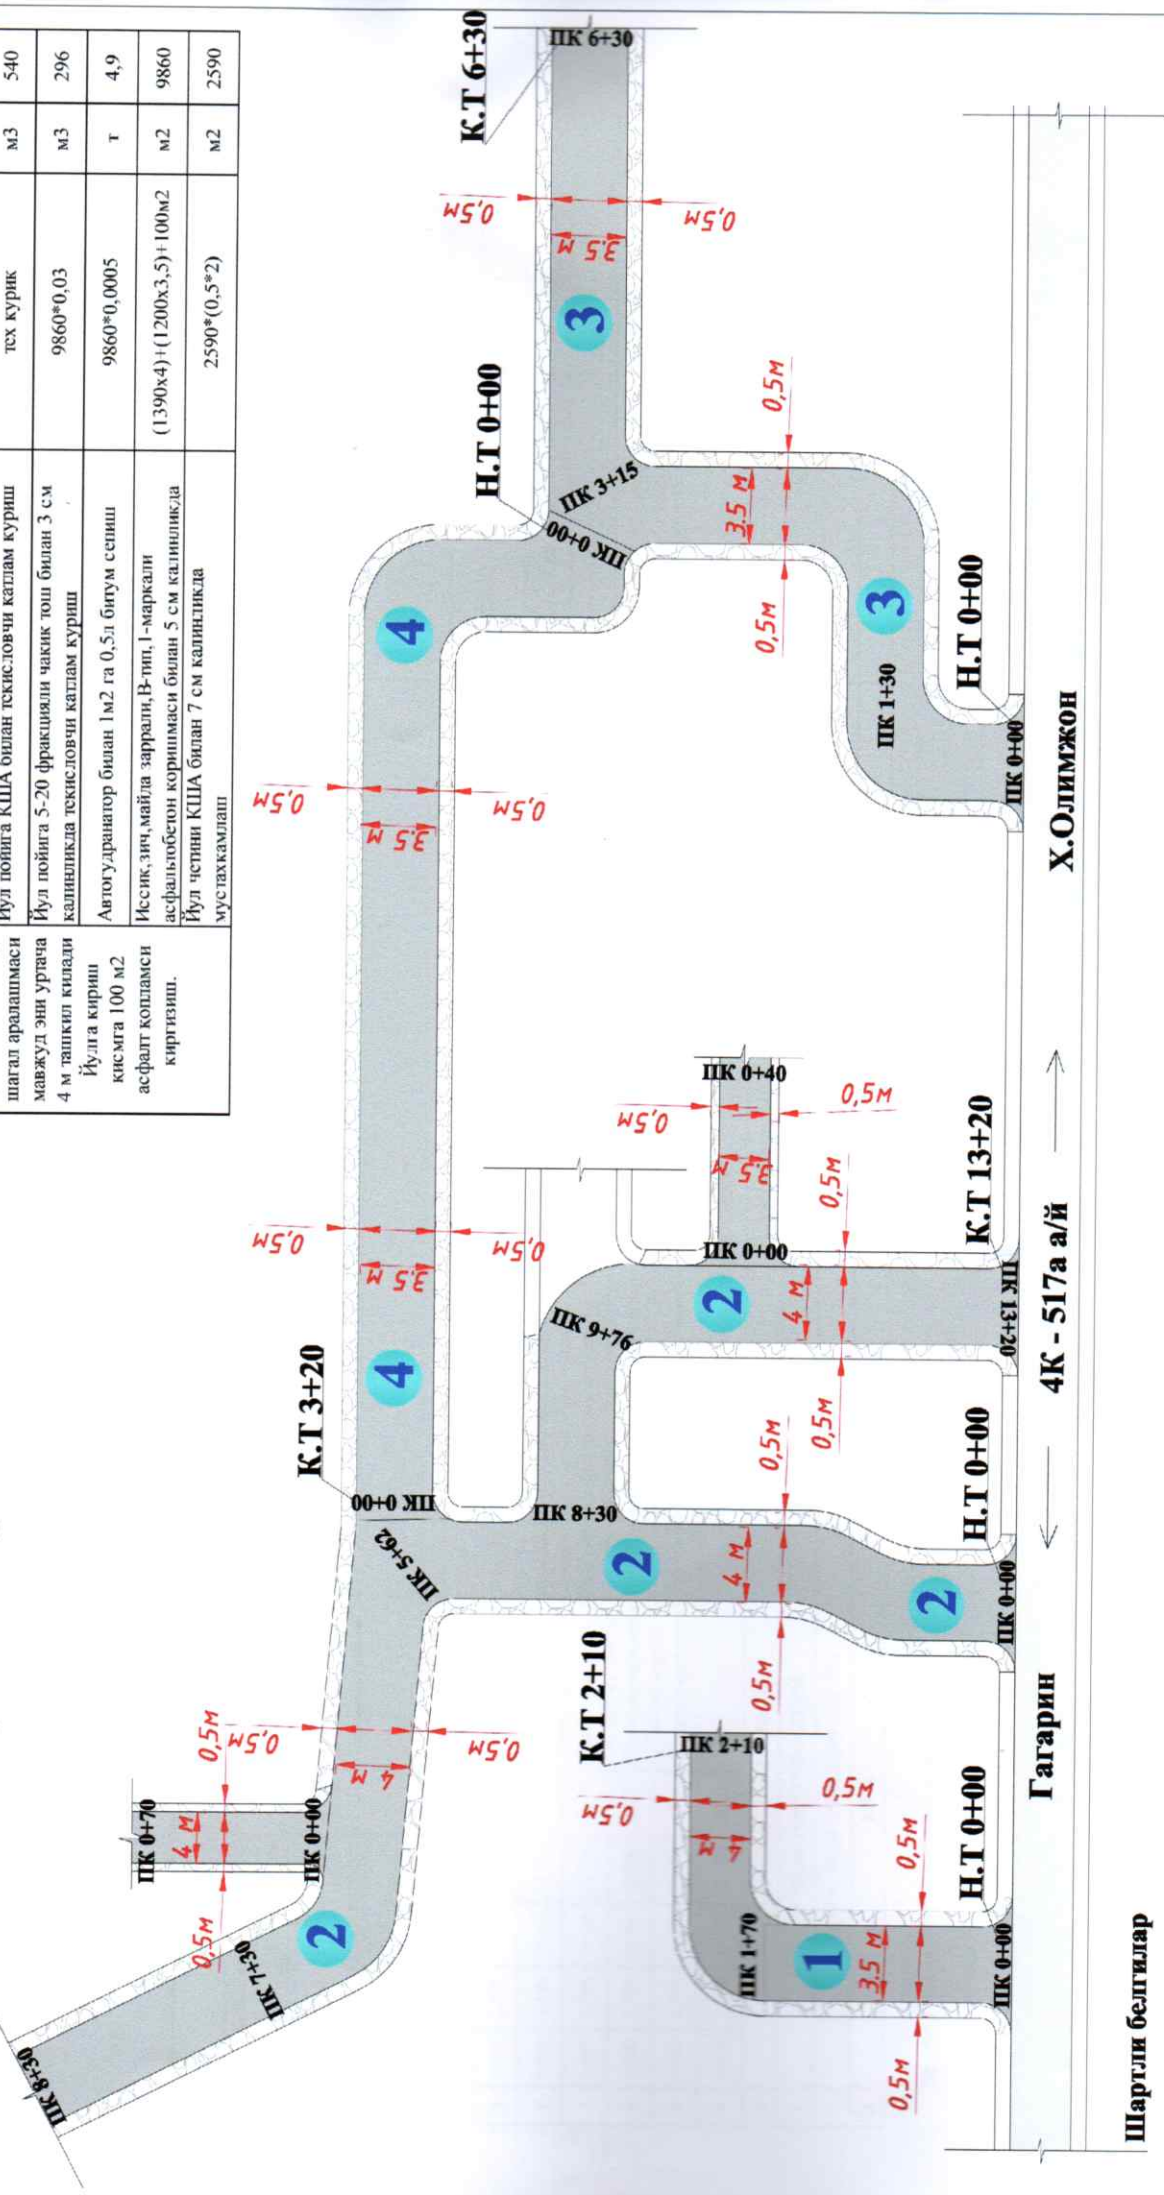 шагал аралашмаси
мавжуд эни уртача
4 м ташкил килади
Йулга кириш
кисмга 100 м2
асфалт копламси
киргизиш.
Йул пойига КША билан текисловчи катлам куриш
тех курик
м3
540
Йул пойига 5-20 фракцияли чакик тош билан 3 см
калинликда текисловчи катлам куриш
9860*0,03
м3
296
Автогудранатор билан 1м2 га 0,5л битум сепиш
9860*0,0005
т
4,9
Иссик,зич,майда заррали,В-тип,1-маркали
асфальтобетон коришмаси билан 5 см калинликда
(1390х4)+(1200х3,5)+100м2
м2
9860
Йул четини КША билан 7 см калинликда
мустахкамлаш
2590*(0,5*2)
м2
2590
ПК 8+30
ПК 7+30
0,5м
4 м
0,5м
ПК 0+70
ПК 0+00
2
0,5м
4 м
0,5м
К.Т 3+20
ПК 5+62
ПК 0+00
4
0,5м
3.5 м
0,5м
0,5м
3.5 м
0,5м
4
Н.Т 0+00
ПК 0+00
ПК 3+15
3
0,5м
3.5 м
0,5м
К.Т 6+30
ПК 6+30
ПК 8+30
ПК 9+76
2
4 м
0,5м
0,5м
2
ПК 0+00
Н.Т 0+00
2
ПК 0+00
0,5м
3.5 м
0,5м
ПК 0+40
4 м
0,5м
0,5м
К.Т 13+20
ПК 13+20
0,5м
3.5 м
0,5м
3
ПК 1+30
Н.Т 0+00
ПК 0+00
К.Т 2+10
ПК 2+10
0,5м
4 м
0,5м
ПК 1+70
1
3.5 м
0,5м
0,5м
Н.Т 0+00
ПК 0+00
Гагарин
4К - 517а а/й
Х.Олимжон
Шартли белгилар